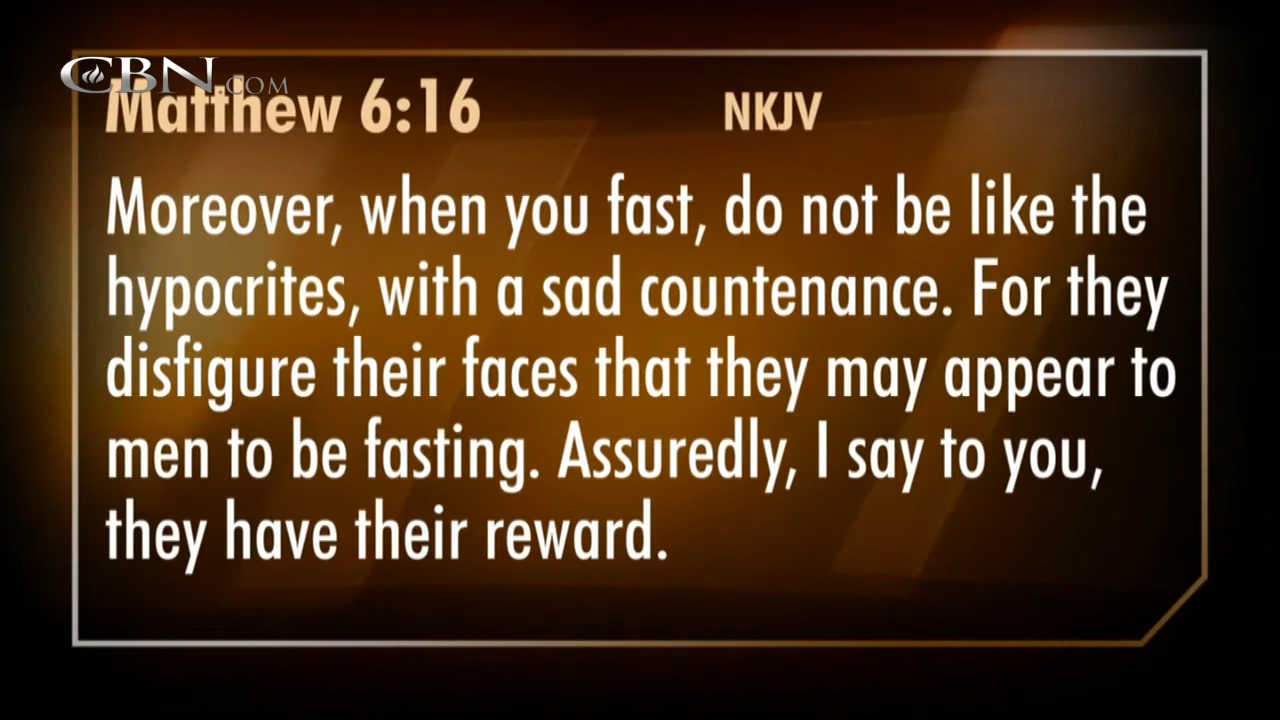 CBN.COM
Matthew 6:16 NKJV
Moreover, when you fast, do not be like the
hypocrites, with a sad countenance. For they
disfigure their faces that they may appear to
men to be fasting. Assuredly, I say to you,
they have their reward.